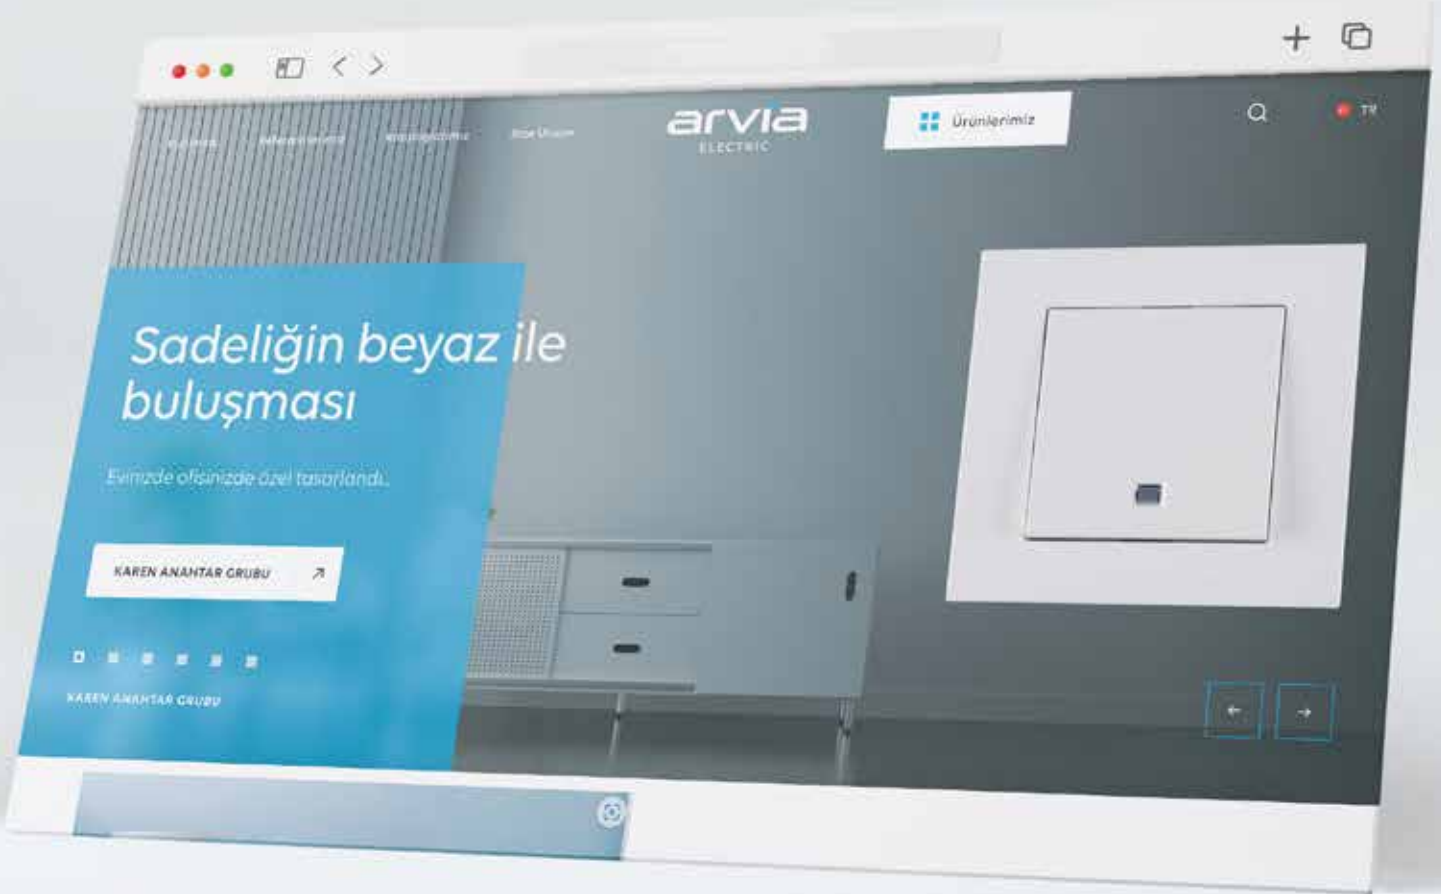 arvia
ELECTRIC
Ürünlerimiz
TR
Sadeliğin beyaz ile
buluşması
Evinizde ofisinizde özel tasarlandı..
KAREN ANAHTAR GRUBU
KAREN ANAHTAR GRUBU